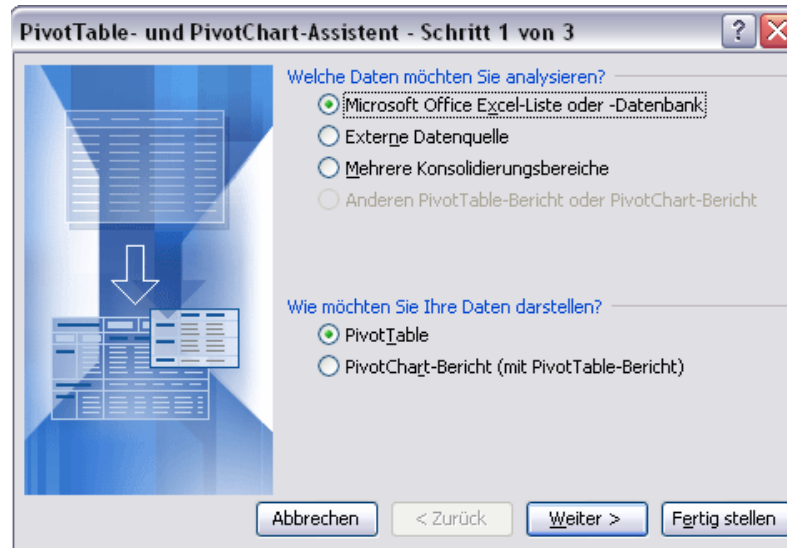 PivotTable- und PivotChart-Assistent - Schritt 1 von 3
Welche Daten möchten Sie analysieren?
Microsoft Office Excel-Liste oder -Datenbank
Externe Datenquelle
Mehrere Konsolidierungsbereiche
Anderen PivotTable-Bericht oder PivotChart-Bericht
Wie möchten Sie Ihre Daten darstellen?
PivotTable
PivotChart-Bericht (mit PivotTable-Bericht)
Abbrechen
< Zurück
Weiter >
Fertig stellen